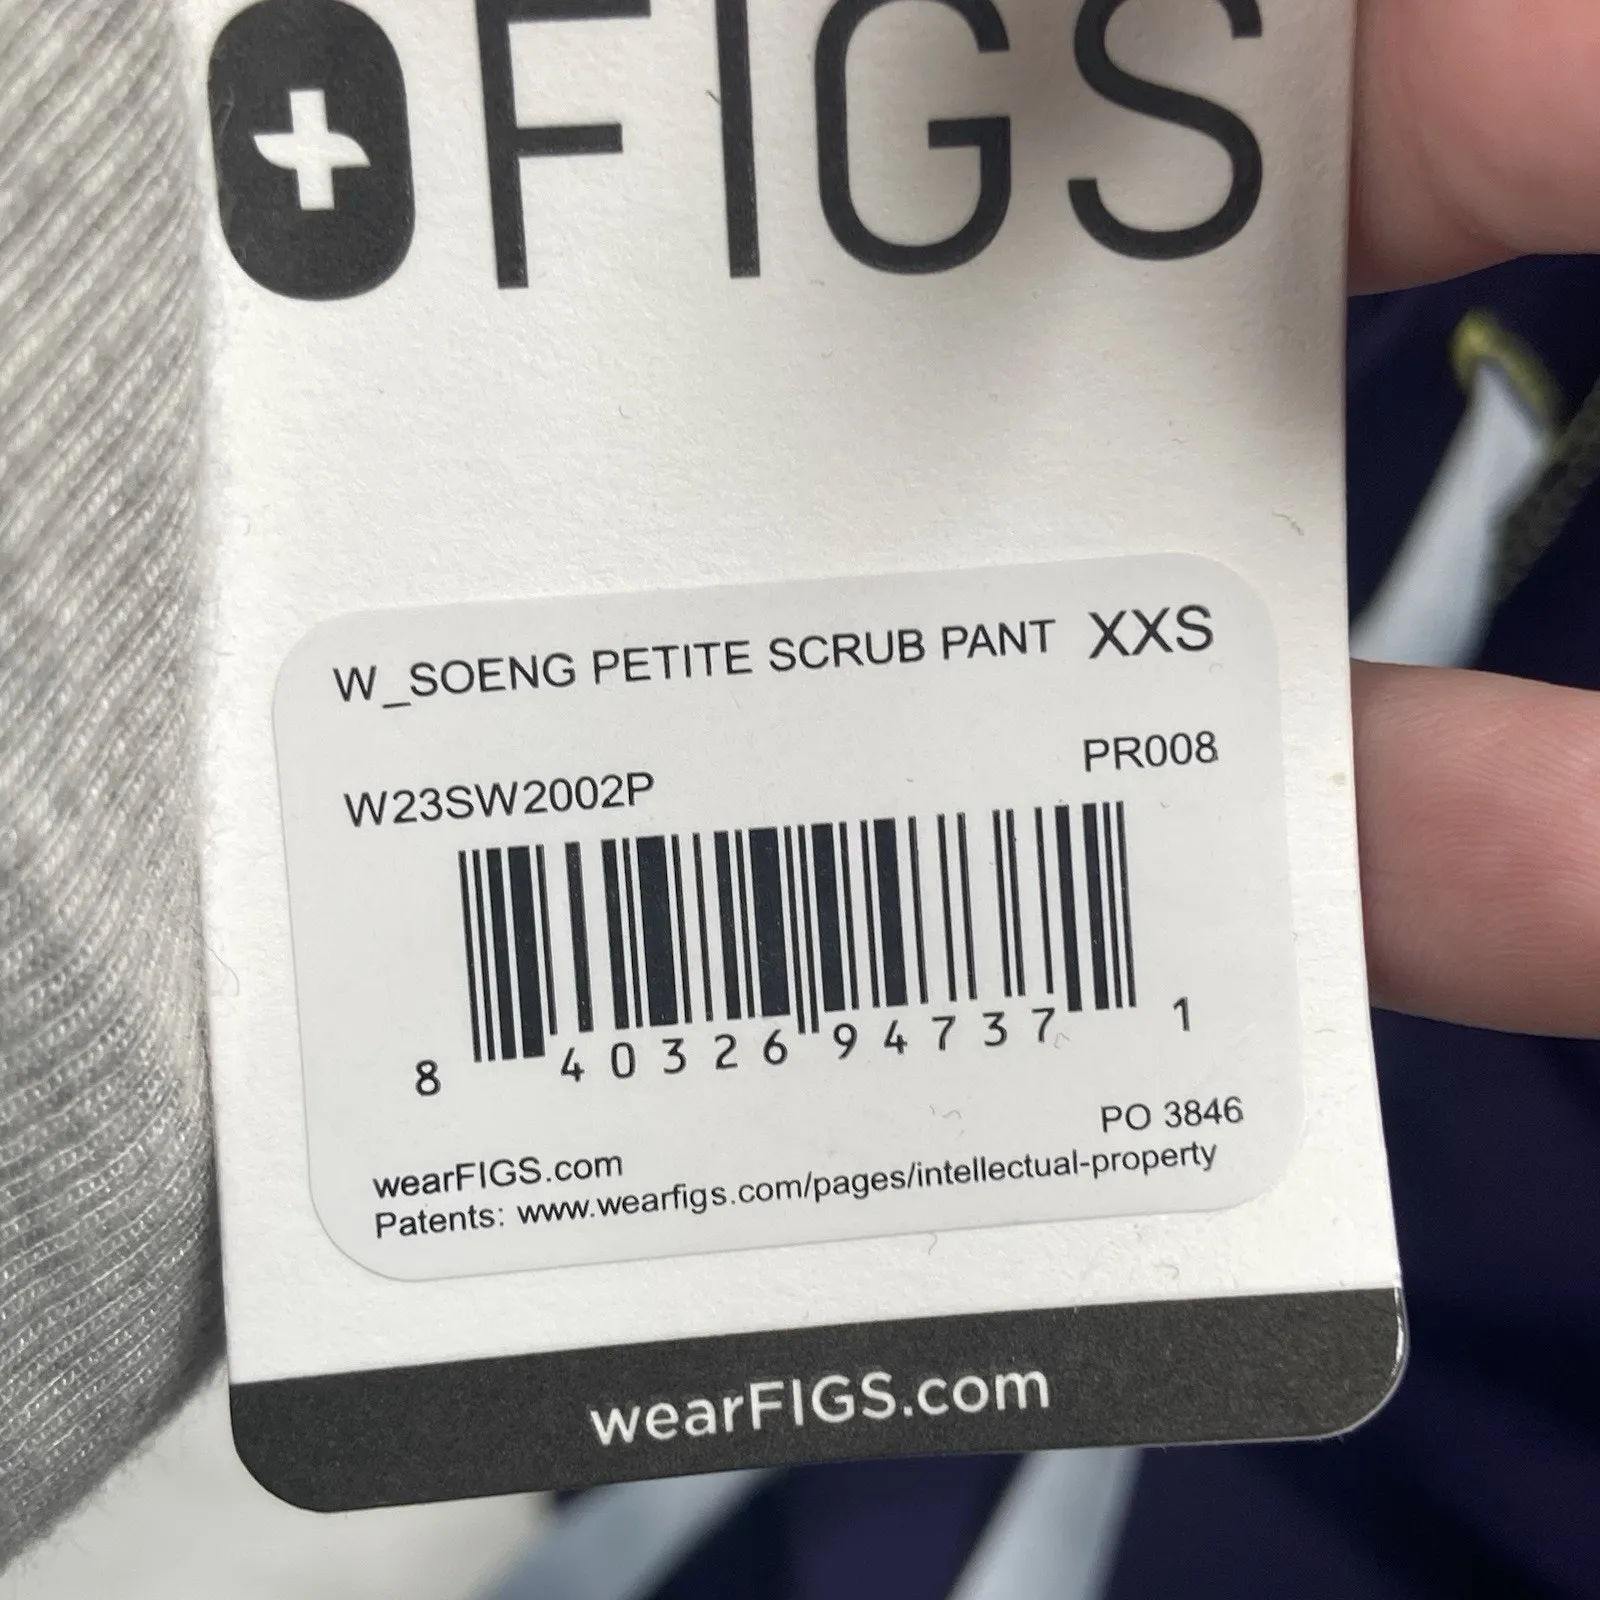 FIGS
W_SOENG PETITE SCRUB PANT XXS
PR008
W23SW2002P
8 40326 94737 1
PO 3846
wearFIGS.com
Patents: www.wearfigs.com/pages/intellectual-property
wearFIGS.com